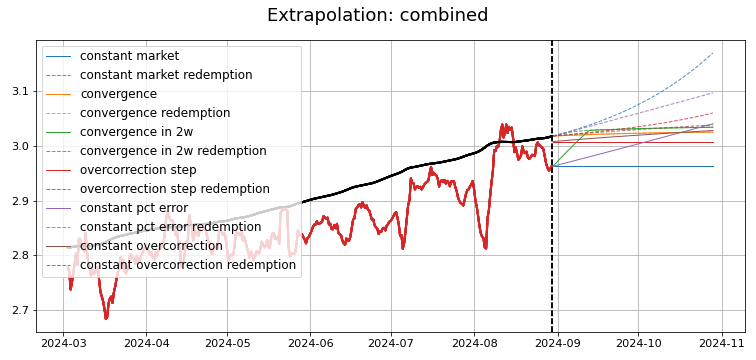 Extrapolation: combined
constant market
constant market redemption
convergence
convergence redemption
convergence in 2w
convergence in 2w redemption
overcorrection step
overcorrection step redemption
constant pct error
constant pct error redemption
constant overcorrection
constant overcorrection redemption
3.1
3.0
2.9
2.8
2.7
2024-03 2024-04 2024-05 2024-06 2024-07 2024-08 2024-09 2024-10 2024-11